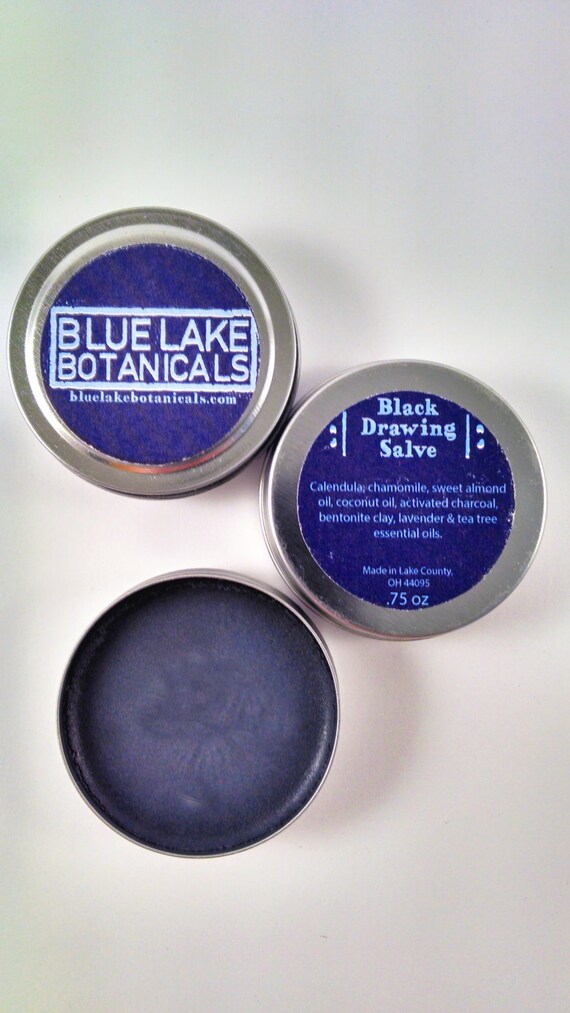 BLUE LAKE
BOTANICALS
bluelakebotanicals.com
Black
Drawing
Salve
Calendula, chamomile, sweet almond
oil, coconut oil, activated charcoal,
bentonite clay, lavender & tea tree
essential oils.
Made in Lake County,
OH 44095
.75 oz